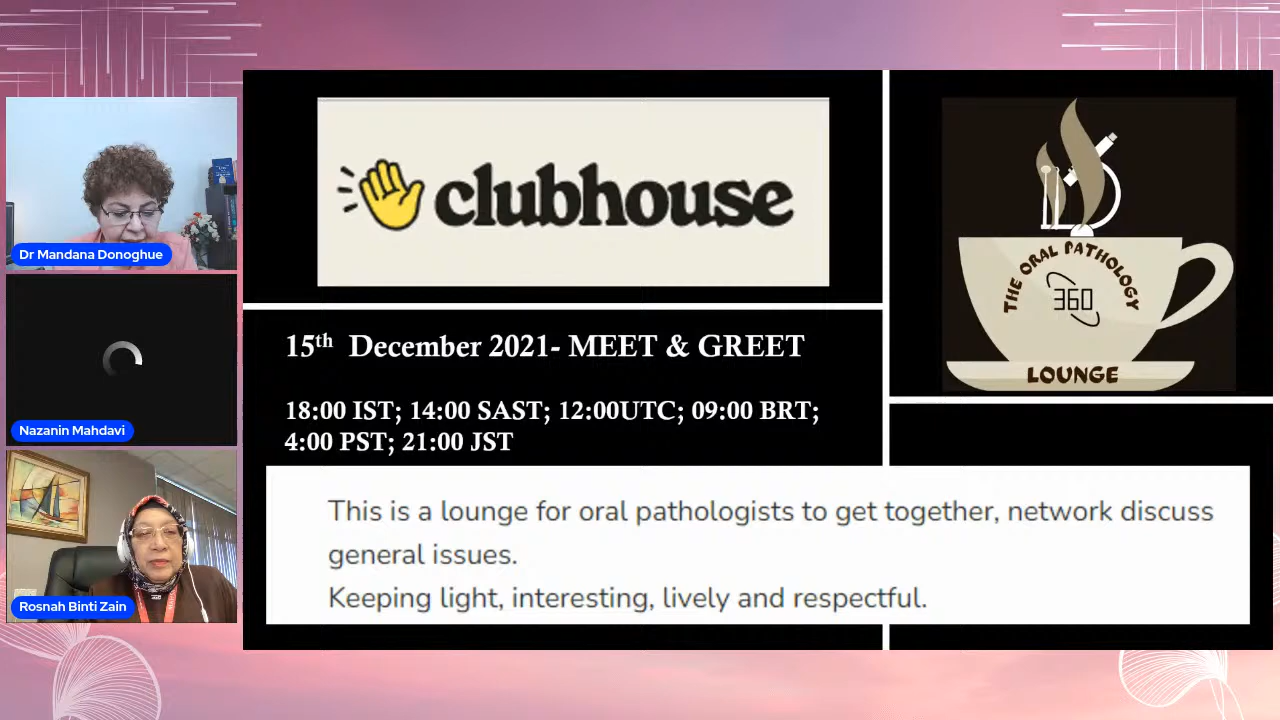 Dr Mandana Donoghue
Nazanin Mahdavi
Rosnah Binti Zain
clubhouse
15th December 2021- MEET & GREET
18:00 IST; 14:00 SAST; 12:00UTC; 09:00 BRT;
4:00 PST; 21:00 JST
THE ORAL PATHOLOGY
360
LOUNGE
This is a lounge for oral pathologists to get together, network discuss
general issues.
Keeping light, interesting, lively and respectful.